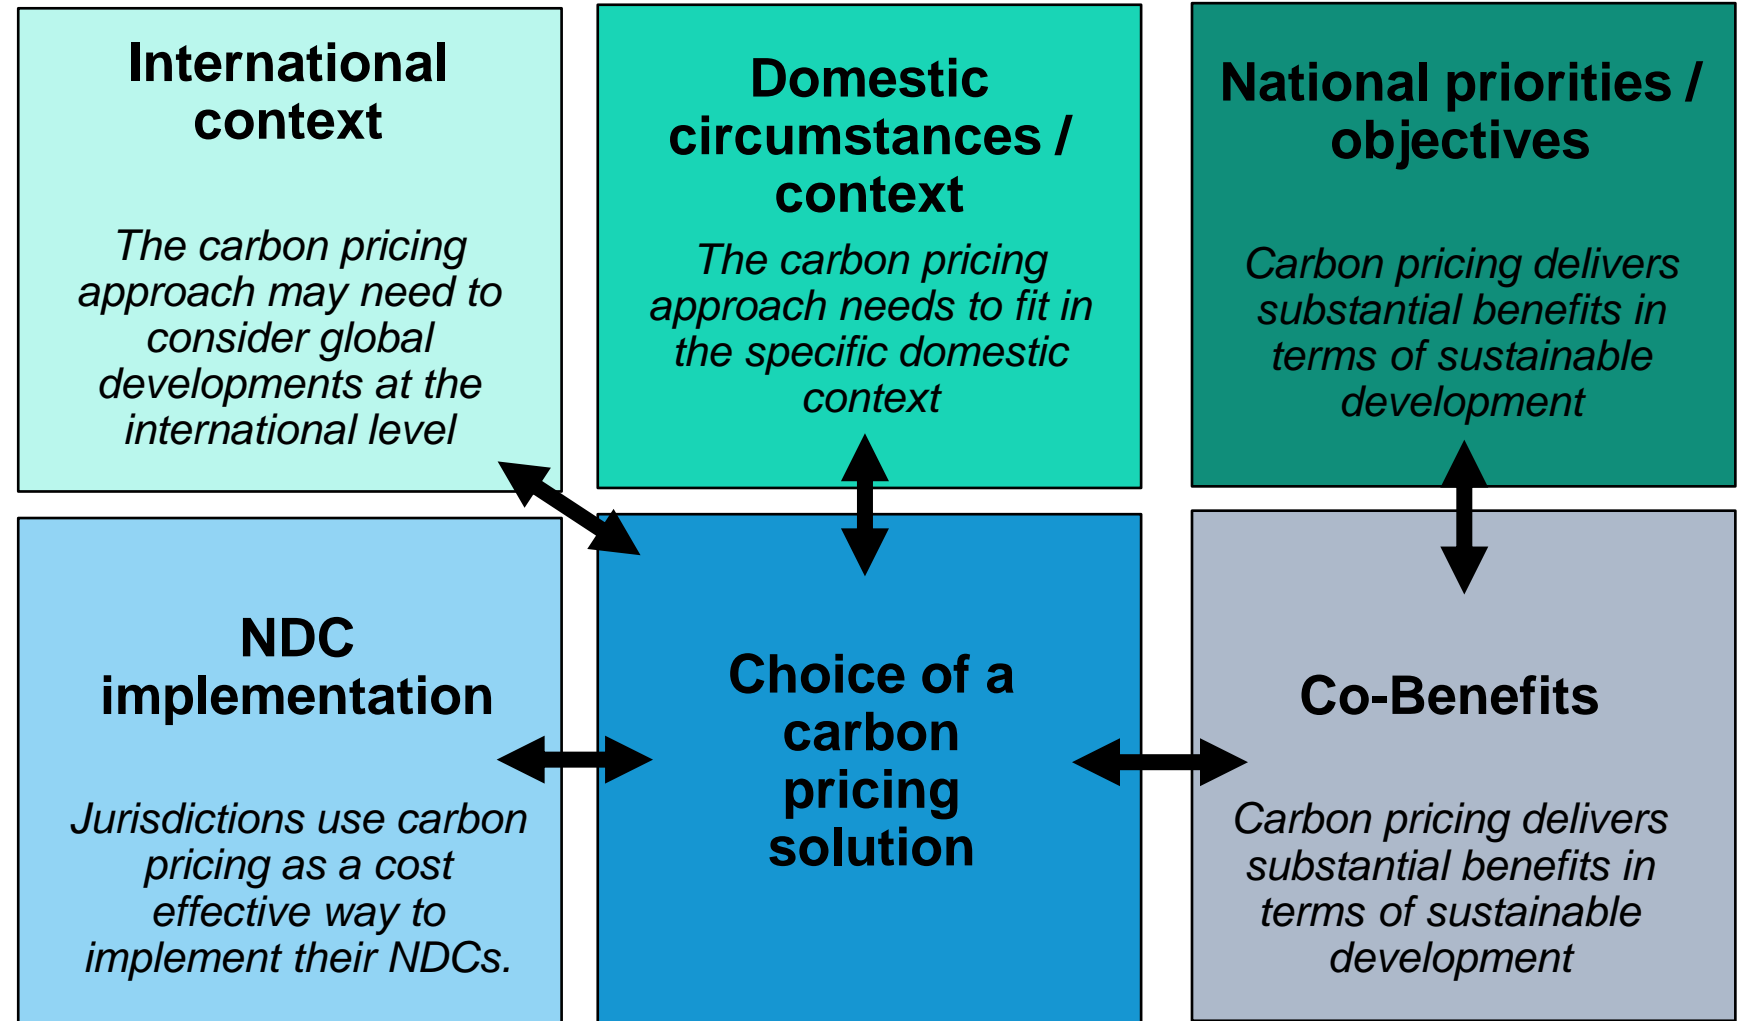 International
context
The carbon pricing
approach may need to
consider global
developments at the
international level
Domestic
circumstances /
context
The carbon pricing
approach needs to fit in
the specific domestic
context
National priorities /
objectives
Carbon pricing delivers
substantial benefits in
terms of sustainable
development
NDC
implementation
Jurisdictions use carbon
pricing as a cost
effective way to
implement their NDCs.
Choice of a
carbon
pricing
solution
Co-Benefits
Carbon pricing delivers
substantial benefits in
terms of sustainable
development